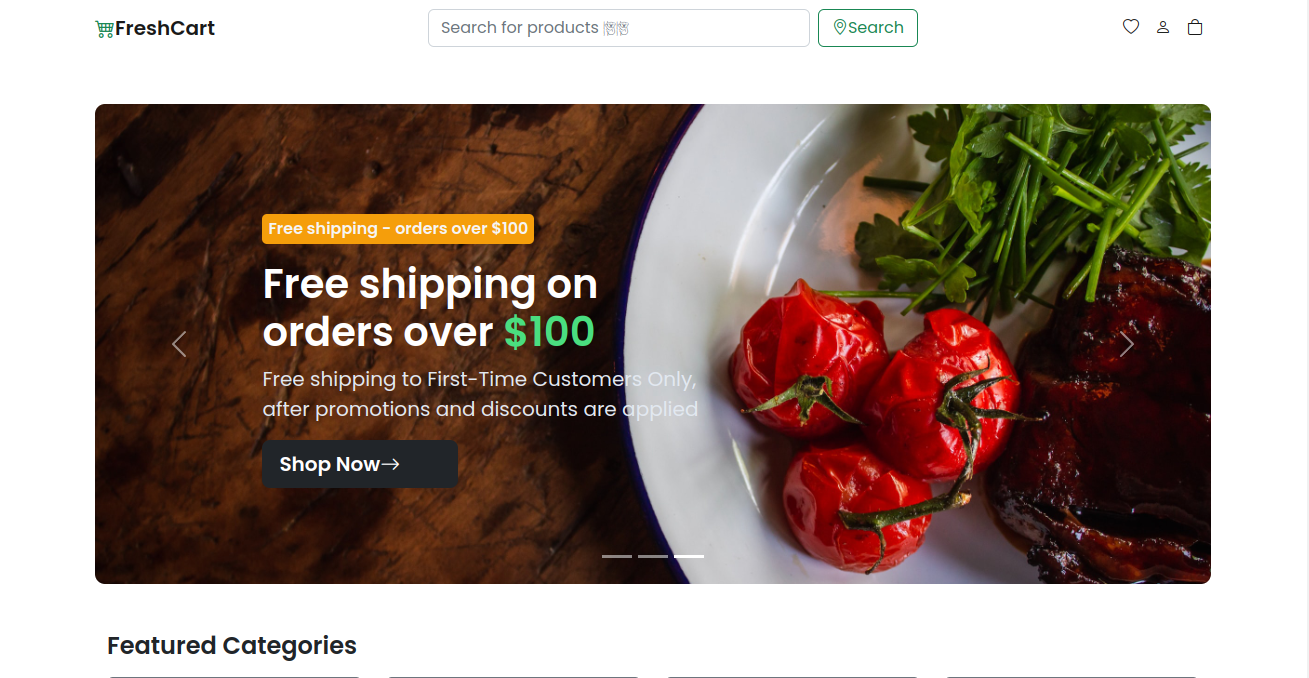 FreshCart
Search for products
Search
Free shipping - orders over $100
Free shipping on
orders over $100
Free shipping to First-Time Customers Only,
after promotions and discounts are applied
Shop Now→
Featured Categories